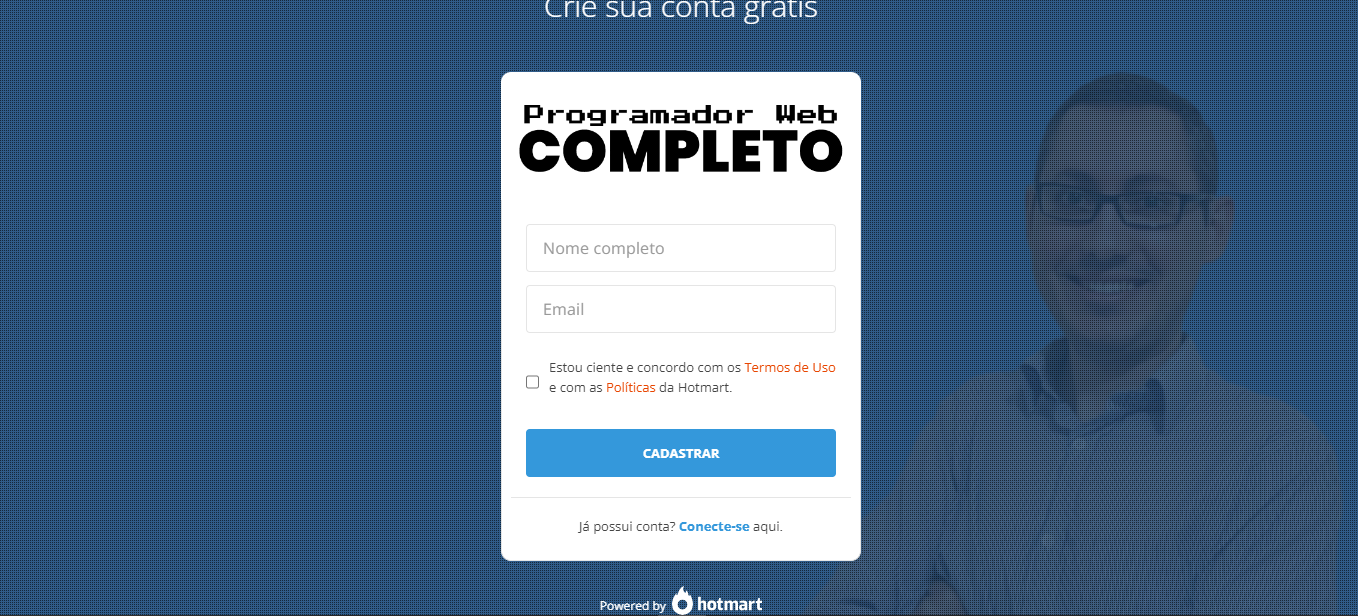 Crie sua conta grátis
Programador Web
COMPLETO
Nome completo
Email
Estou ciente e concordo com os Termos de Uso
e com as Políticas da Hotmart.
CADASTRAR
Já possui conta? Conecte-se aqui.
Powered by hotmart